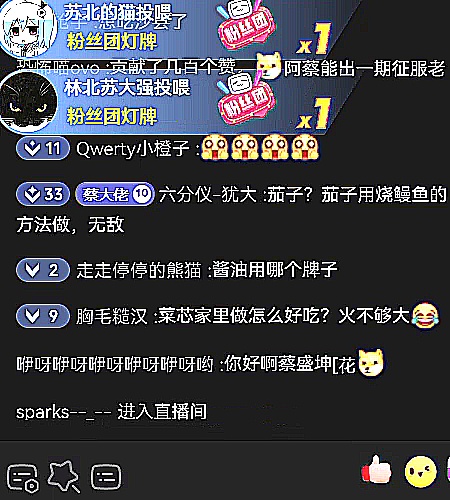 苏北的猫投喂
粉丝团灯牌
粉丝团
x1
恐怖喵ovo :贡献了几百个赞
阿蔡能出一期征服老
林北苏大强投喂
粉丝团灯牌
粉丝团
x1
11 Qwerty小橙子 :
33 蔡大佬 10 六分仪-犹大 :茄子？茄子用烧鳗鱼的
方法做，无敌
2 走走停停的熊猫 :酱油用哪个牌子
9 胸毛糙汉 :菜芯家里做怎么好吃？火不够大
咿呀咿呀咿呀咿呀咿呀哟 :你好啊蔡盛坤[花
sparks--_-- 进入直播间